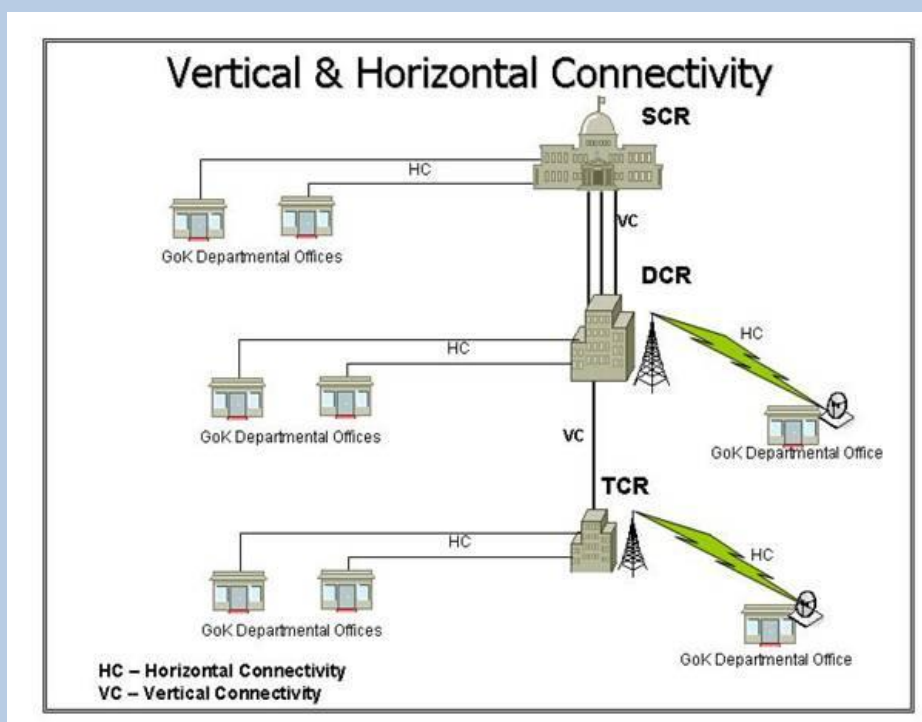 Vertical & Horizontal Connectivity
SCR
HC
VC
GoK Departmental Offices
DCR
HC
HC
GoK Departmental Offices
VC
GoK Departmental Office
TCR
HC
HC
GoK Departmental Offices
GoK Departmental Office
HC – Horizontal Connectivity
VC – Vertical Connectivity